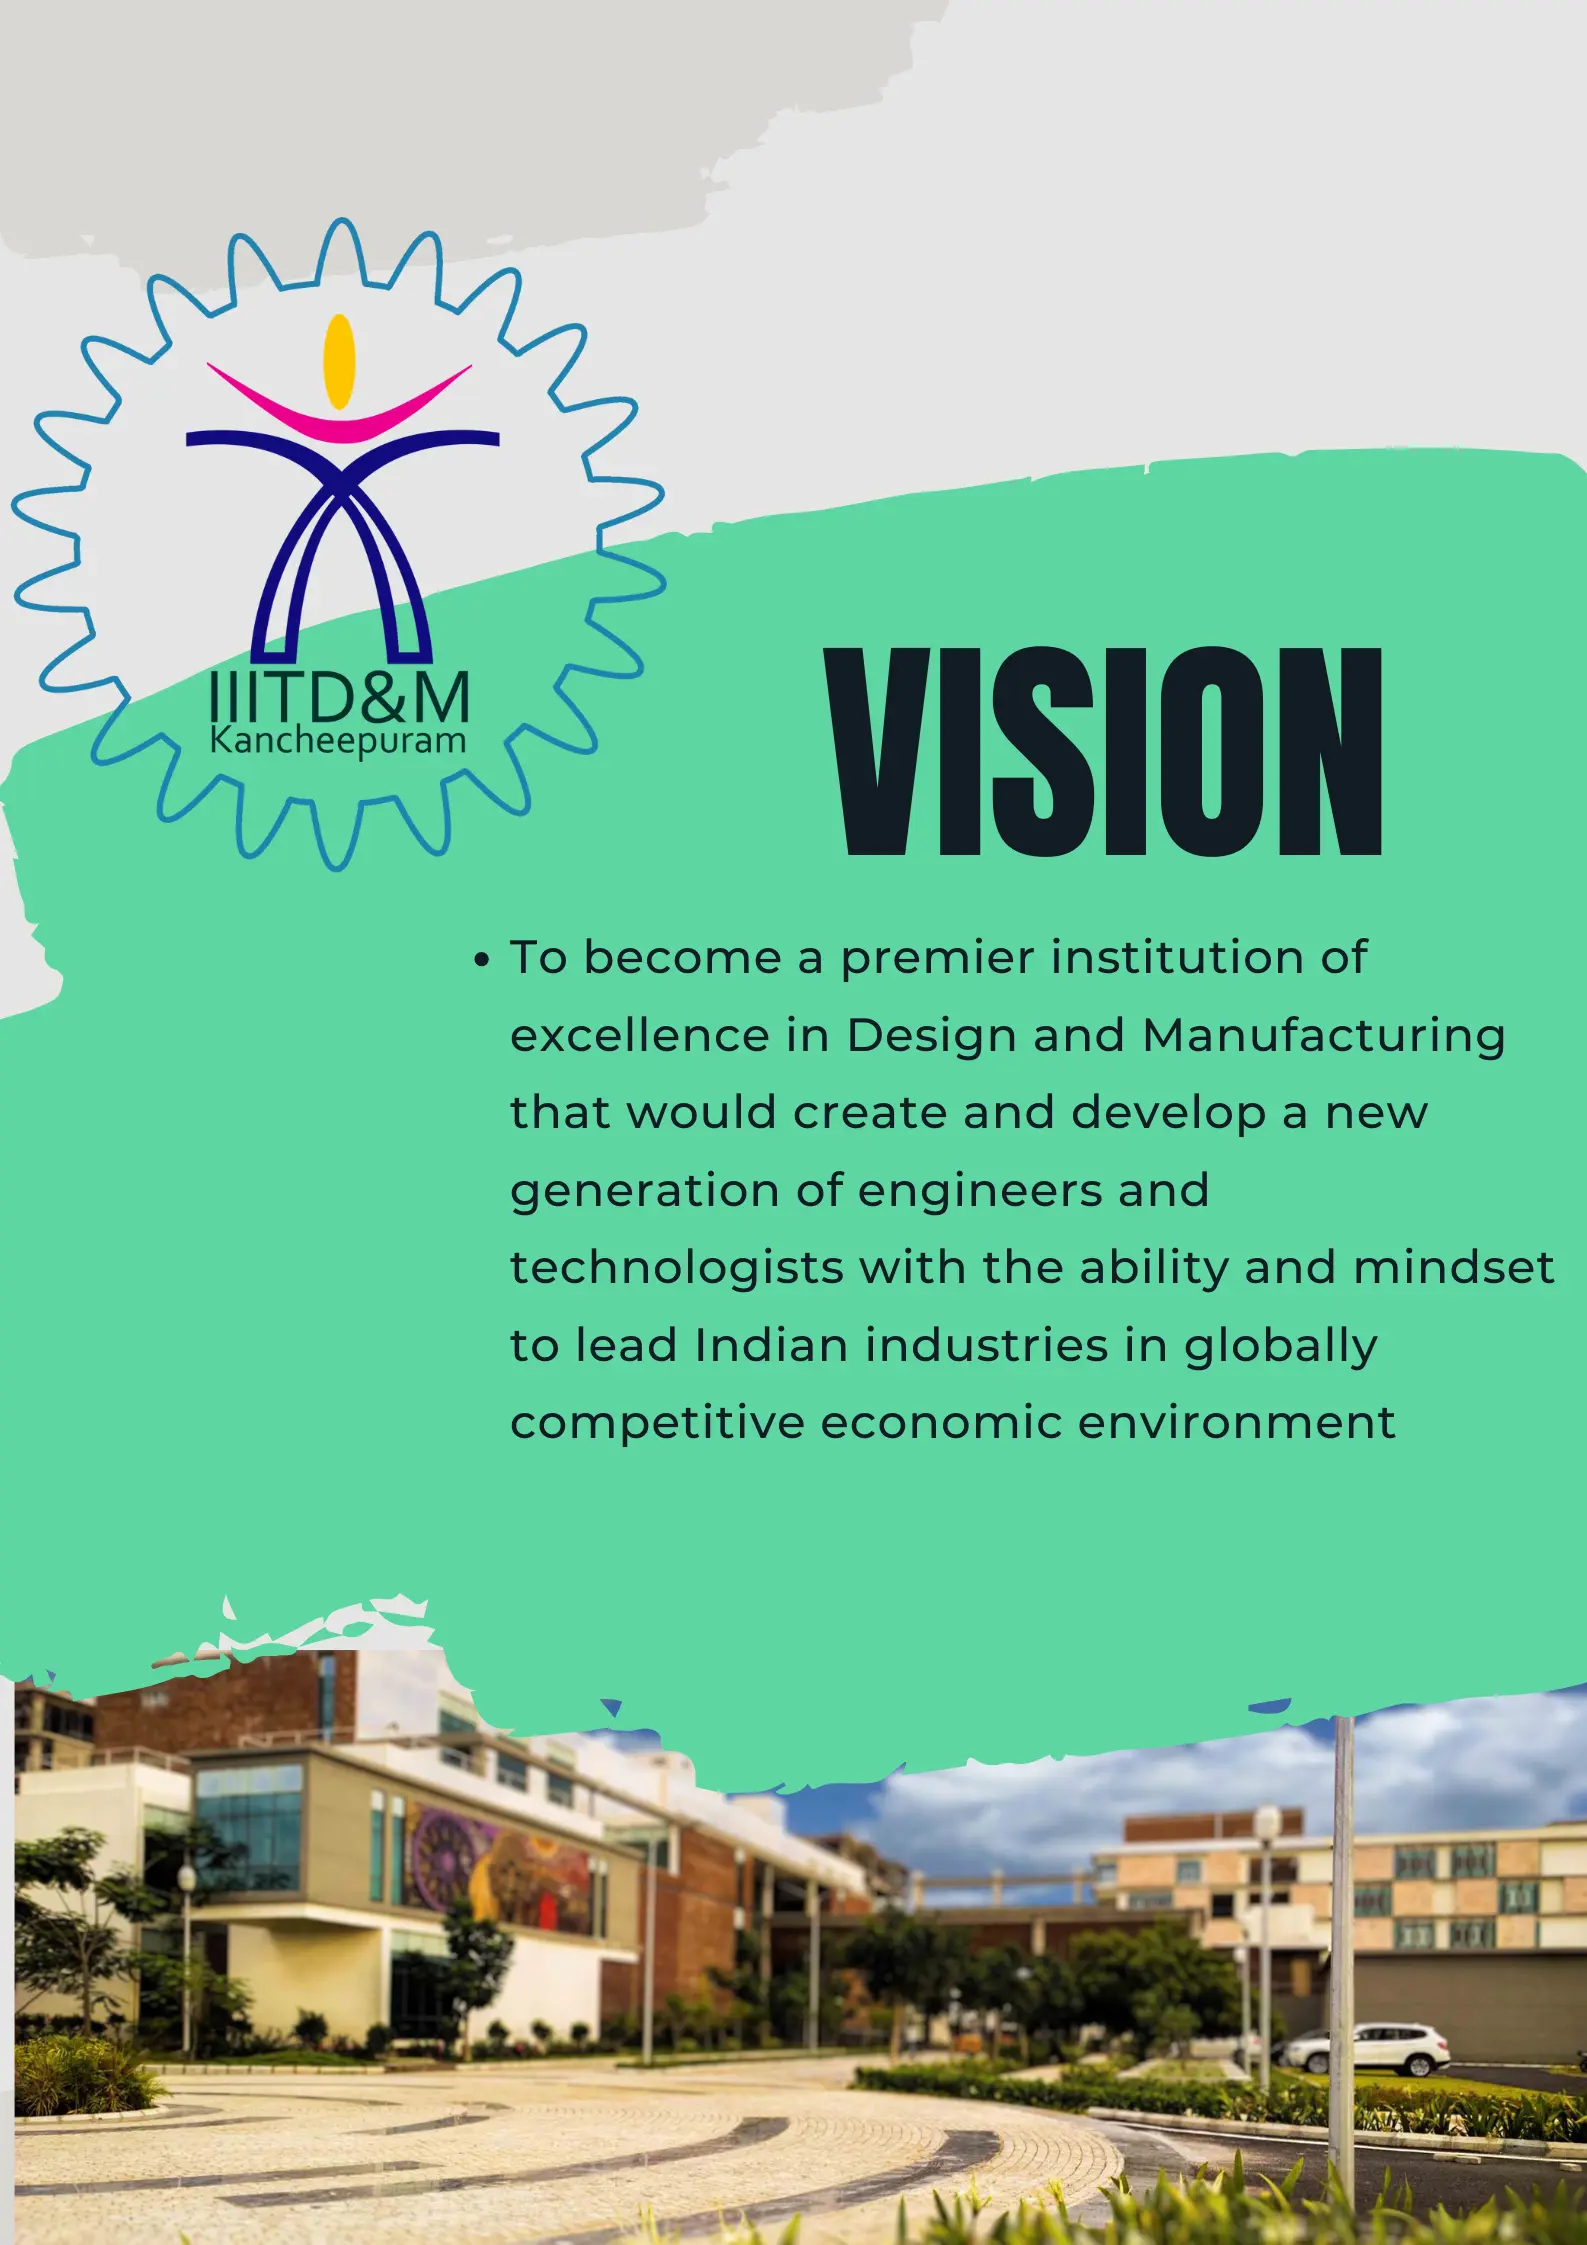 IIITD&M
Kancheepuram
VISION
• To become a premier institution of
excellence in Design and Manufacturing
that would create and develop a new
generation of engineers and
technologists with the ability and mindset
to lead Indian industries in globally
competitive economic environment